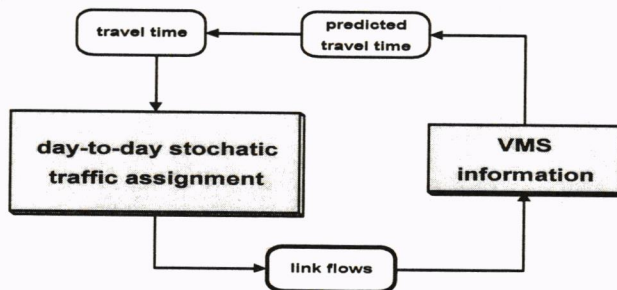 travel time
predicted
travel time
day-to-day stochatic
traffic assignment
VMS
information
link flows